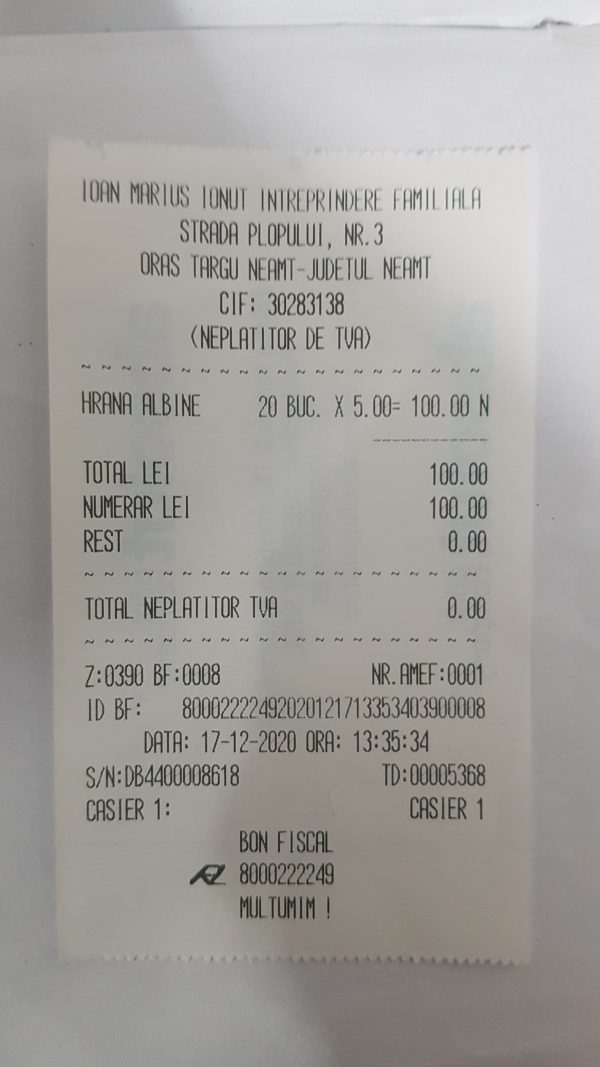 IOAN MARIUS IONUT INTREPRINDERE FAMILIALA
STRADA PLOPULUI, NR.3
ORAS TARGU NEAMT-JUDETUL NEAMT
CIF: 30283138
(NEPLATITOR DE TVA)
~ ~ ~ ~ ~ ~ ~ ~ ~ ~ ~ ~ ~ ~ ~ ~ ~ ~ ~ ~
HRANA ALBINE 20 BUC. X 5.00= 100.00 N
TOTAL LEI 100.00
NUMERAR LEI 100.00
REST 0.00
~ ~ ~ ~ ~ ~ ~ ~ ~ ~ ~ ~ ~ ~ ~ ~ ~ ~ ~ ~
TOTAL NEPLATITOR TVA 0.00
~ ~ ~ ~ ~ ~ ~ ~ ~ ~ ~ ~ ~ ~ ~ ~ ~ ~ ~ ~
Z:0390 BF:0008 NR.AMEF:0001
ID BF: 80002222492020121713353403900008
DATA: 17-12-2020 ORA: 13:35:34
S/N:DB4400008618 TD:00005368
CASIER 1: CASIER 1
BON FISCAL
8000222249
MULTUMIM !